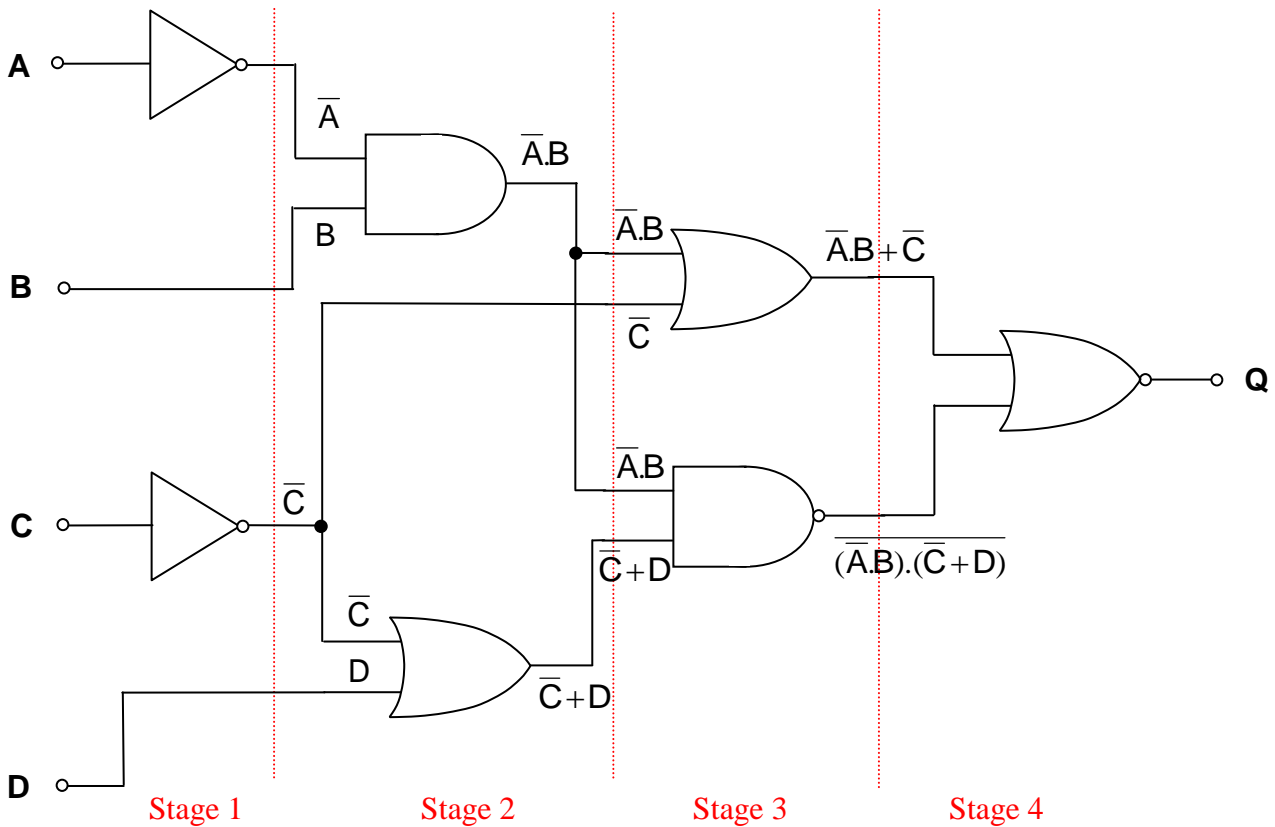 A
A̅
A̅.B
B
A̅.B
A̅.B+C̅
B
C̅
Q
A̅.B
C̅
C
C̅+D
(A̅.B).(C̅+D)
C̅
D
C̅+D
D
Stage 1 Stage 2 Stage 3 Stage 4